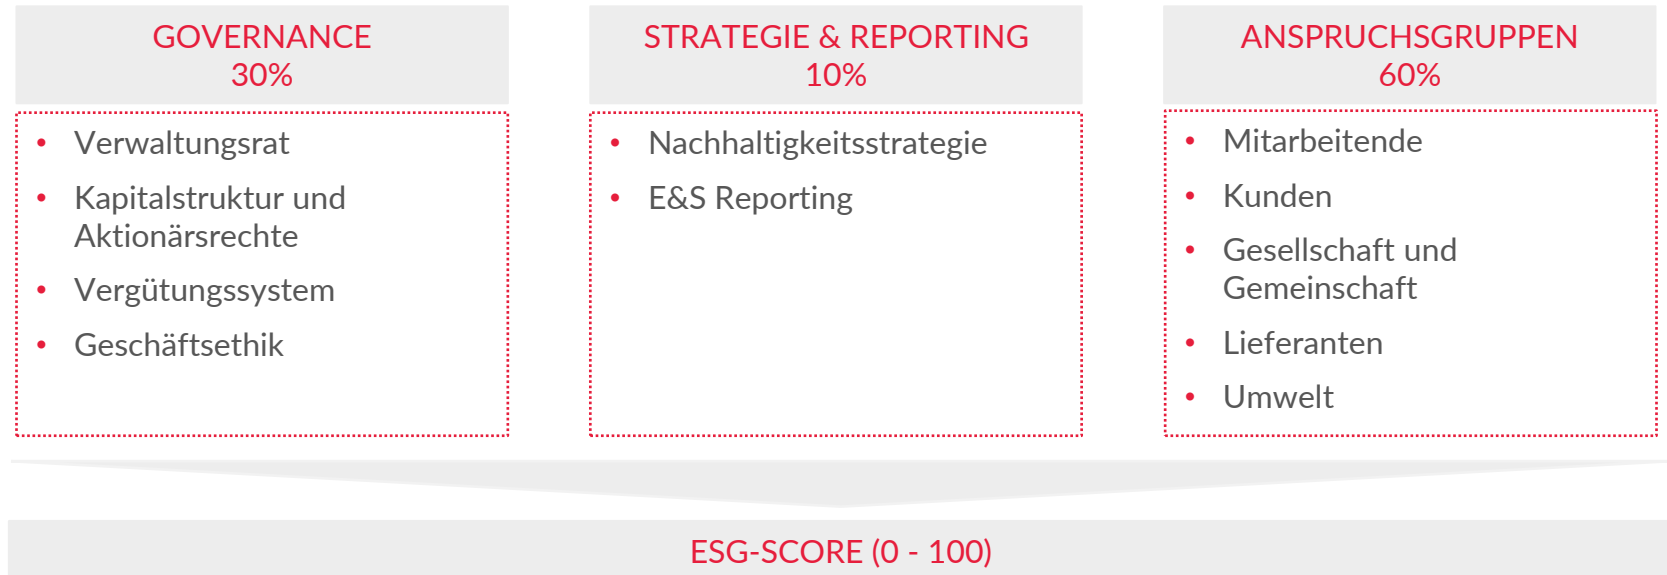 GOVERNANCE
30%
• Verwaltungsrat
• Kapitalstruktur und
Aktionärsrechte
• Vergütungssystem
• Geschäftsethik
STRATEGIE & REPORTING
10%
• Nachhaltigkeitsstrategie
• E&S Reporting
ANSPRUCHSGRUPPEN
60%
• Mitarbeitende
• Kunden
• Gesellschaft und
Gemeinschaft
• Lieferanten
• Umwelt
ESG-SCORE (0 - 100)